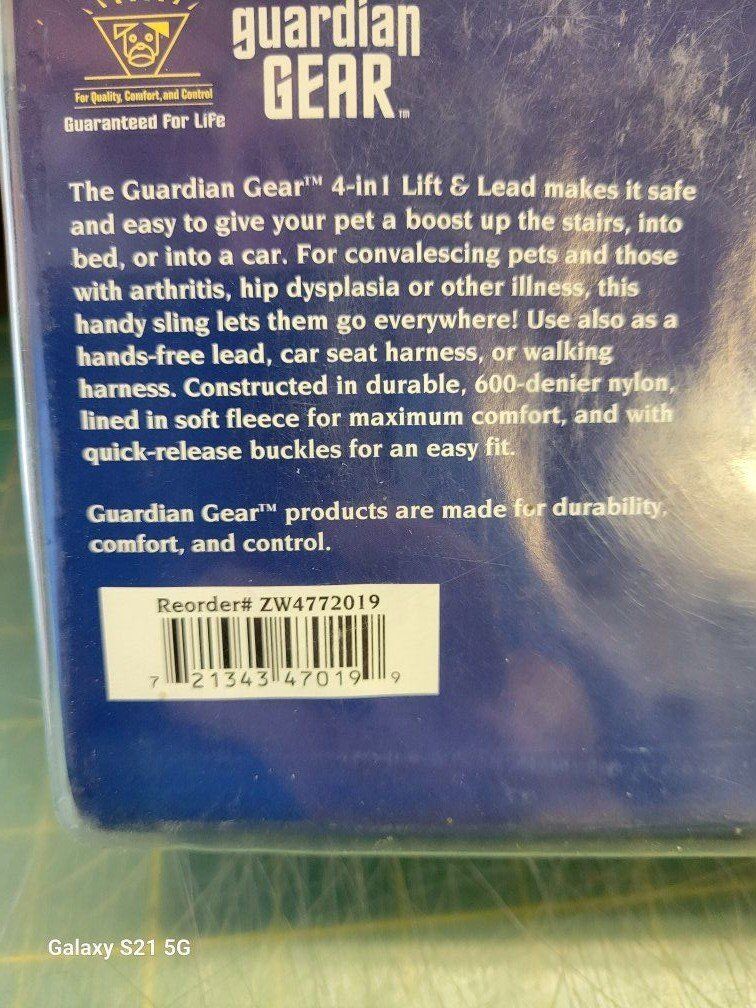 guardian
GEAR™
For Quality, Comfort, and Control
Guaranteed For Life
The Guardian Gear™ 4-in1 Lift & Lead makes it safe
and easy to give your pet a boost up the stairs, into
bed, or into a car. For convalescing pets and those
with arthritis, hip dysplasia or other illness, this
handy sling lets them go everywhere! Use also as a
hands-free lead, car seat harness, or walking
harness. Constructed in durable, 600-denier nylon,
lined in soft fleece for maximum comfort, and with
quick-release buckles for an easy fit.
Guardian Gear™ products are made for durability,
comfort, and control.
Reorder# ZW4772019
7 21343 47019 9
Galaxy S21 5G